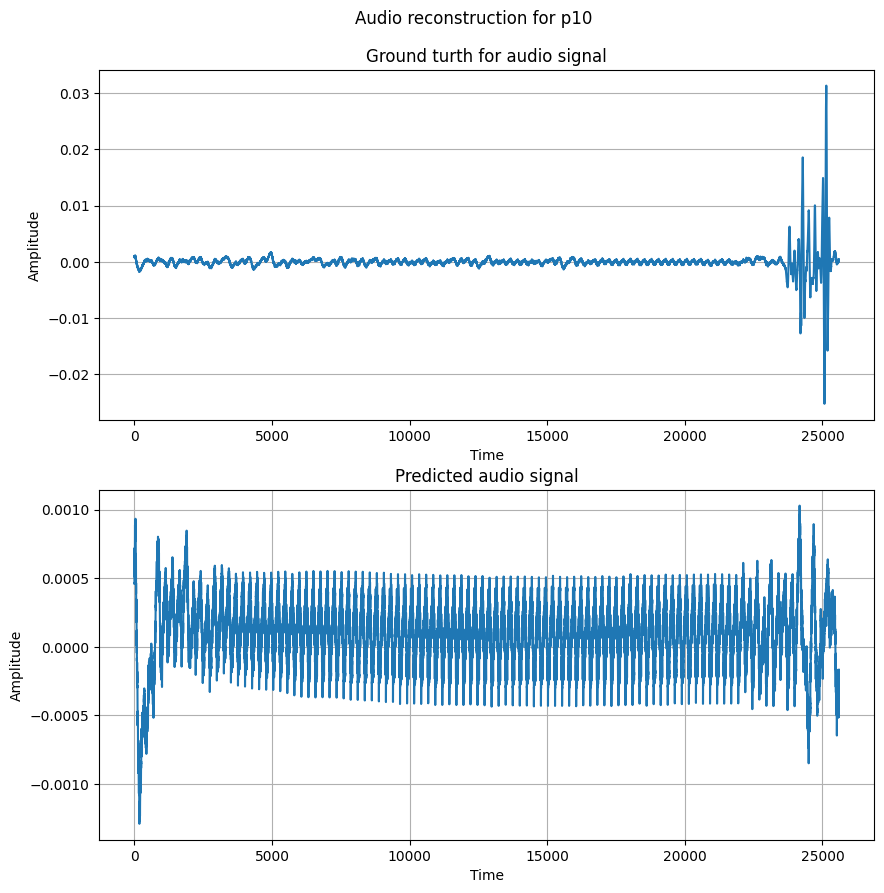 Audio reconstruction for p10
Ground turth for audio signal
0.03
0.02
0.01
0.00
−0.01
−0.02
Amplitude
0 5000 10000 15000 20000 25000
Time
Predicted audio signal
0.0010
0.0005
0.0000
−0.0005
−0.0010
Amplitude
0 5000 10000 15000 20000 25000
Time